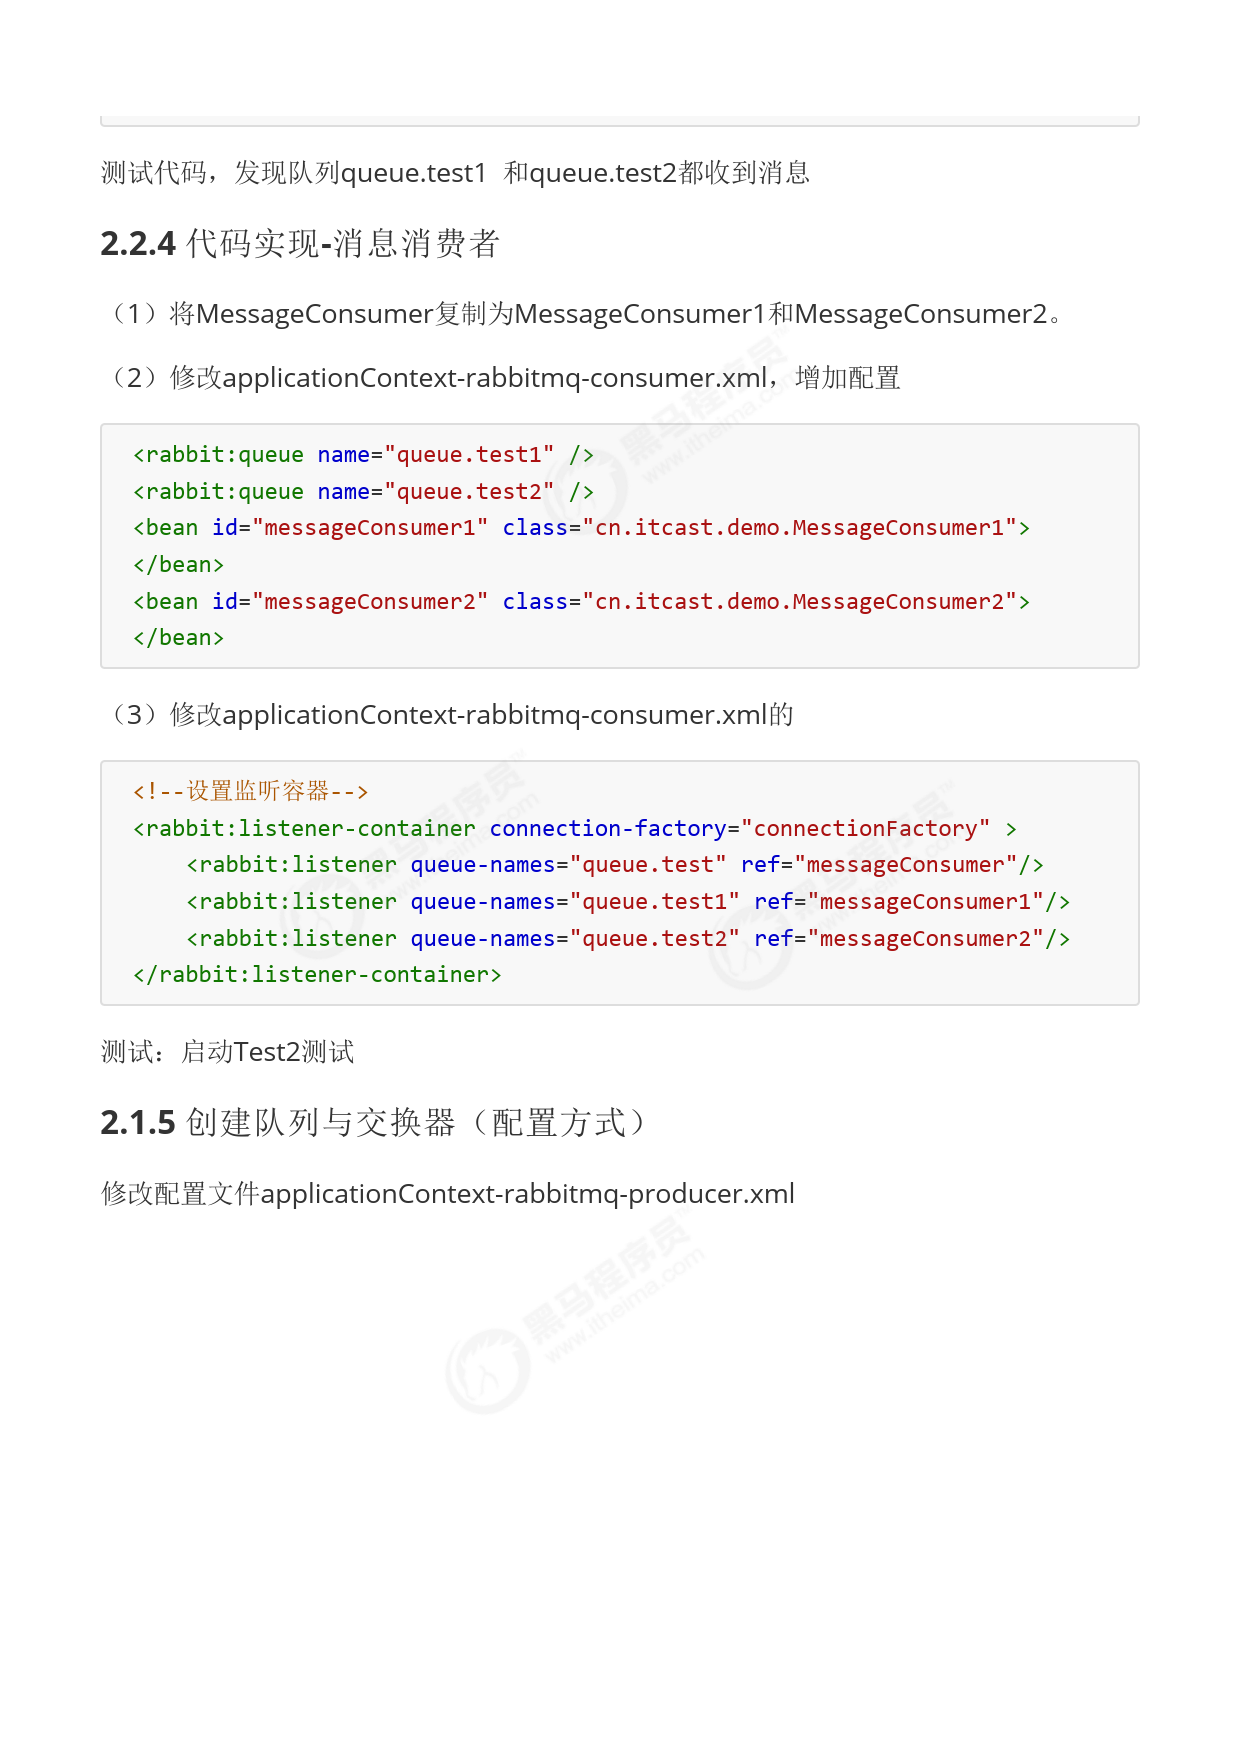 测试代码，发现队列queue.test1 和queue.test2都收到消息
2.2.4 代码实现-消息消费者
（1）将MessageConsumer复制为MessageConsumer1和MessageConsumer2。
（2）修改applicationContext-rabbitmq-consumer.xml，增加配置
<rabbit:queue name="queue.test1" />
<rabbit:queue name="queue.test2" />
<bean id="messageConsumer1" class="cn.itcast.demo.MessageConsumer1">
</bean>
<bean id="messageConsumer2" class="cn.itcast.demo.MessageConsumer2">
</bean>
（3）修改applicationContext-rabbitmq-consumer.xml的
<!--设置监听容器-->
<rabbit:listener-container connection-factory="connectionFactory" >
    <rabbit:listener queue-names="queue.test" ref="messageConsumer"/>
    <rabbit:listener queue-names="queue.test1" ref="messageConsumer1"/>
    <rabbit:listener queue-names="queue.test2" ref="messageConsumer2"/>
</rabbit:listener-container>
测试：启动Test2测试
2.1.5 创建队列与交换器（配置方式）
修改配置文件applicationContext-rabbitmq-producer.xml
黑马程序员™
www.itheima.com